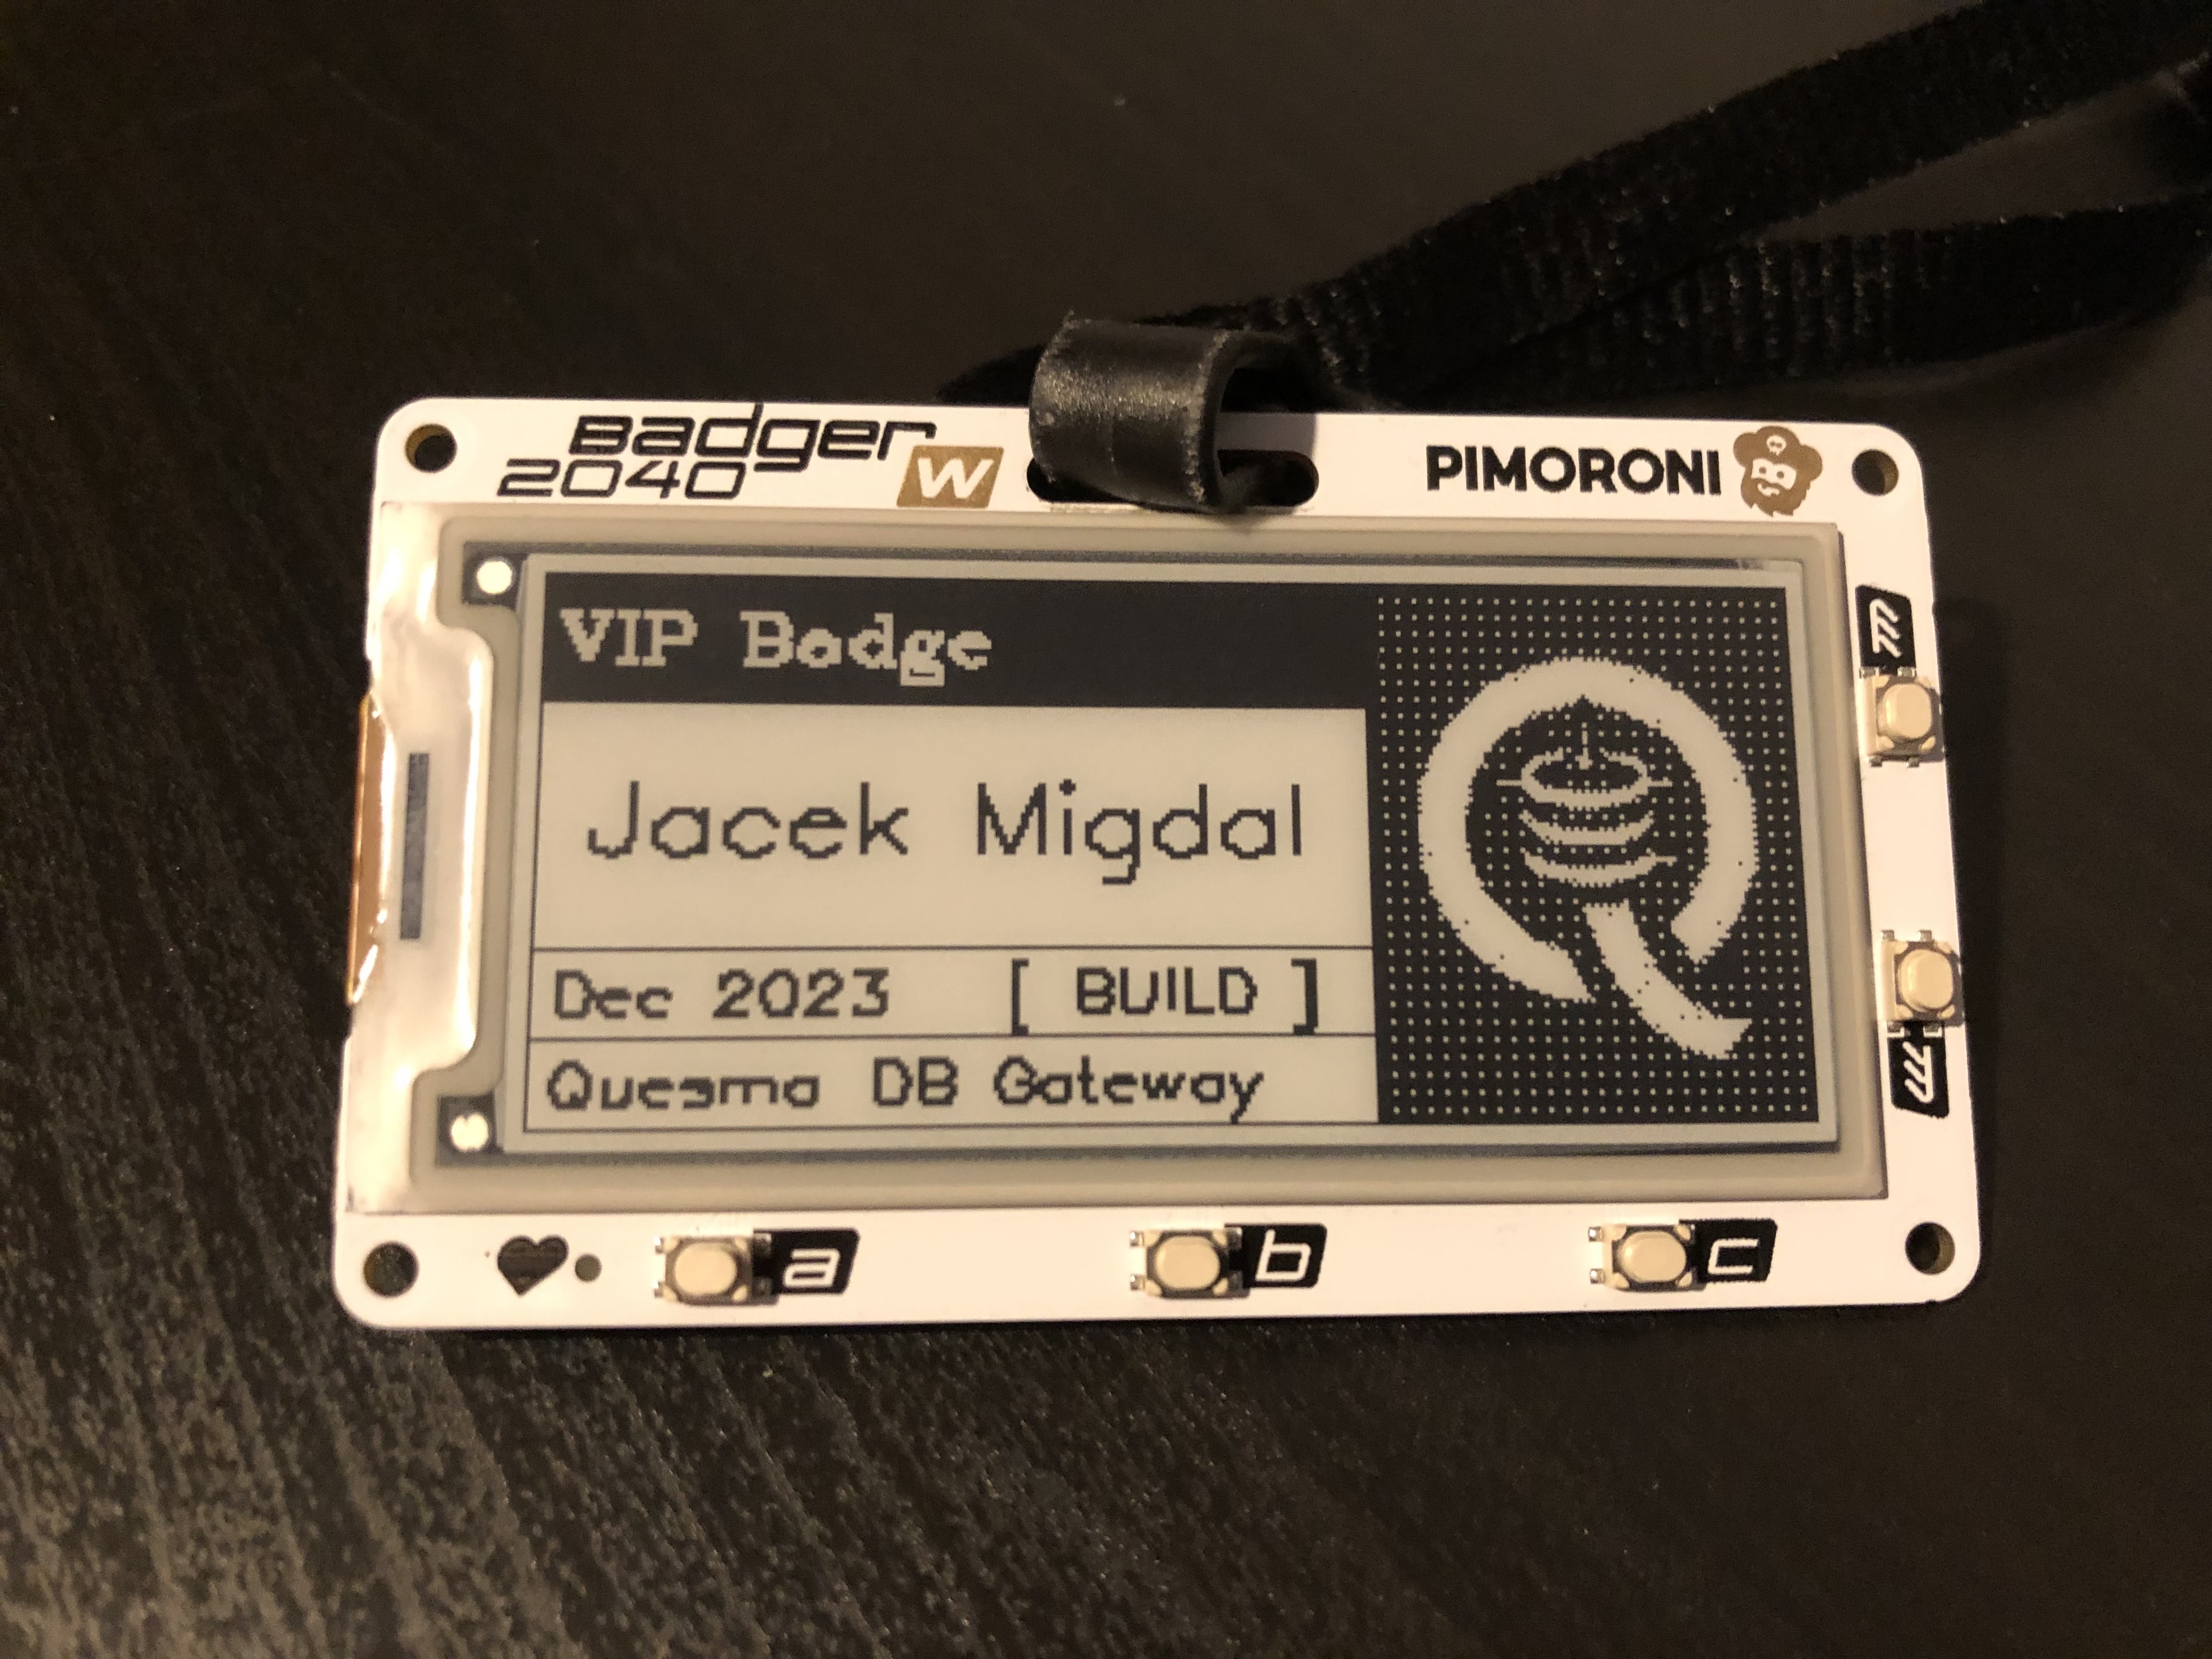 Badger
2040 W
PIMORONI
VIP Badge
Jacek Migdal
Dec 2023 [ BUILD ]
Quesma DB Gateway
a b c